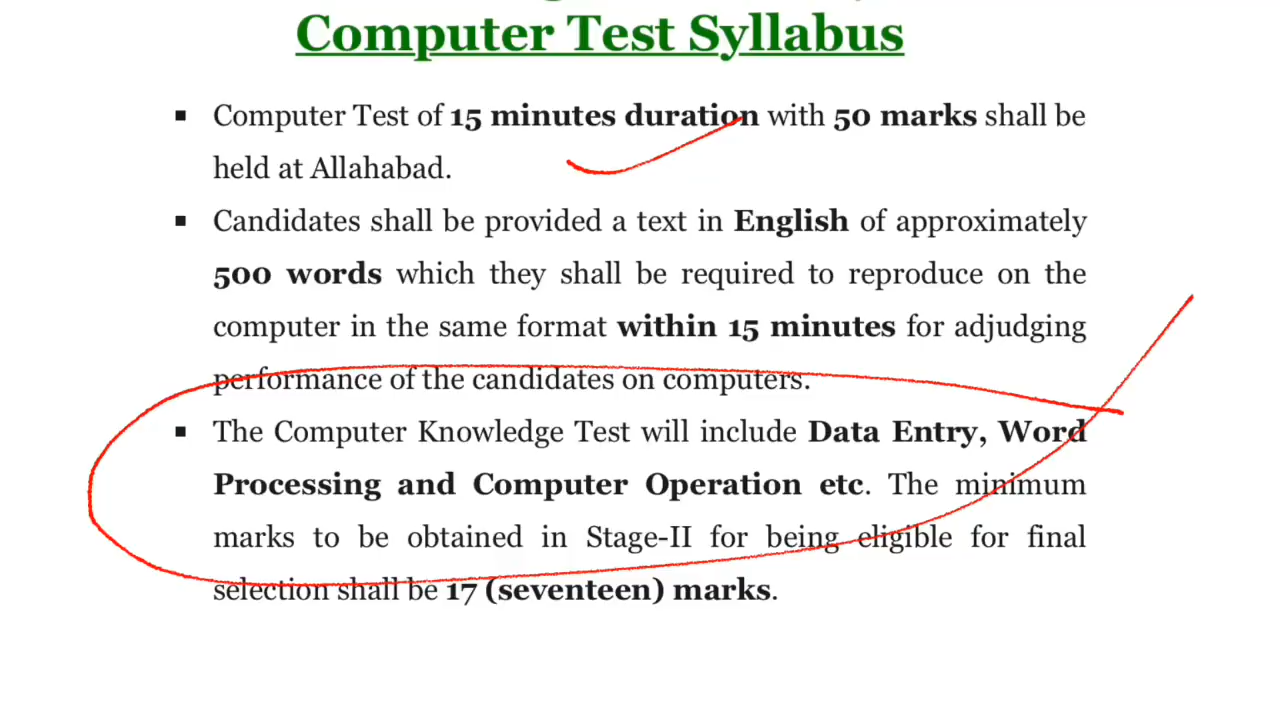 Computer Test Syllabus
▪ Computer Test of 15 minutes duration with 50 marks shall be
held at Allahabad.
▪ Candidates shall be provided a text in English of approximately
500 words which they shall be required to reproduce on the
computer in the same format within 15 minutes for adjudging
performance of the candidates on computers.
▪ The Computer Knowledge Test will include Data Entry, Word
Processing and Computer Operation etc. The minimum
marks to be obtained in Stage-II for being eligible for final
selection shall be 17 (seventeen) marks.